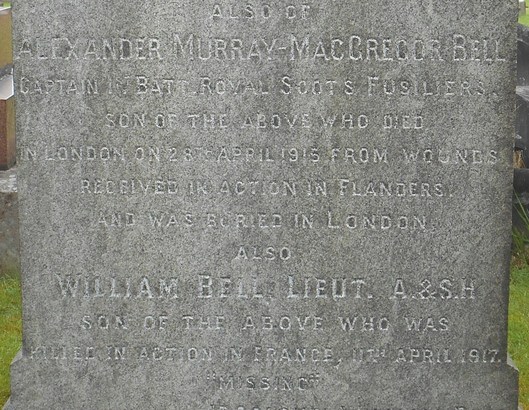 ALSO OF
ALEXANDER MURRAY-MACGREGOR BELL
CAPTAIN 1ST BATT. ROYAL SCOTS FUSILIERS,
SON OF THE ABOVE WHO DIED
IN LONDON ON 28TH APRIL 1915, FROM WOUNDS
RECEIVED IN ACTION IN FLANDERS,
AND WAS BURIED IN LONDON,
ALSO
WILLIAM BELL, LIEUT. A.&S.H
SON OF THE ABOVE WHO WAS
KILLED IN ACTION IN FRANCE, 11TH APRIL 1917.
"MISSING"